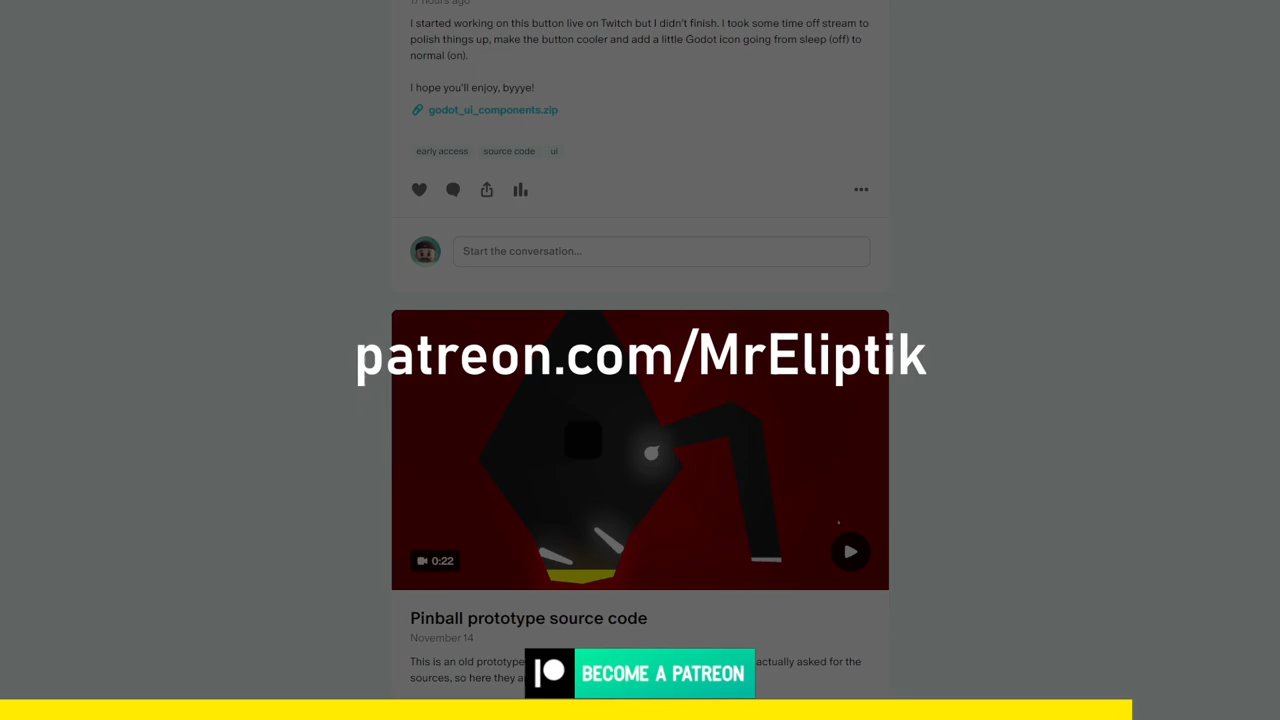 17 hours ago
I started working on this button live on Twitch but I didn't finish. I took some time off stream to
polish things up, make the button cooler and add a little Godot icon going from sleep (off) to
normal (on).
I hope you'll enjoy, byyye!
godot_ui_components.zip
early access source code ui
Start the conversation...
patreon.com/MrEliptik
0:22
Pinball prototype source code
November 14
This is an old prototype actually asked for the
sources, so here they a
BECOME A PATREON